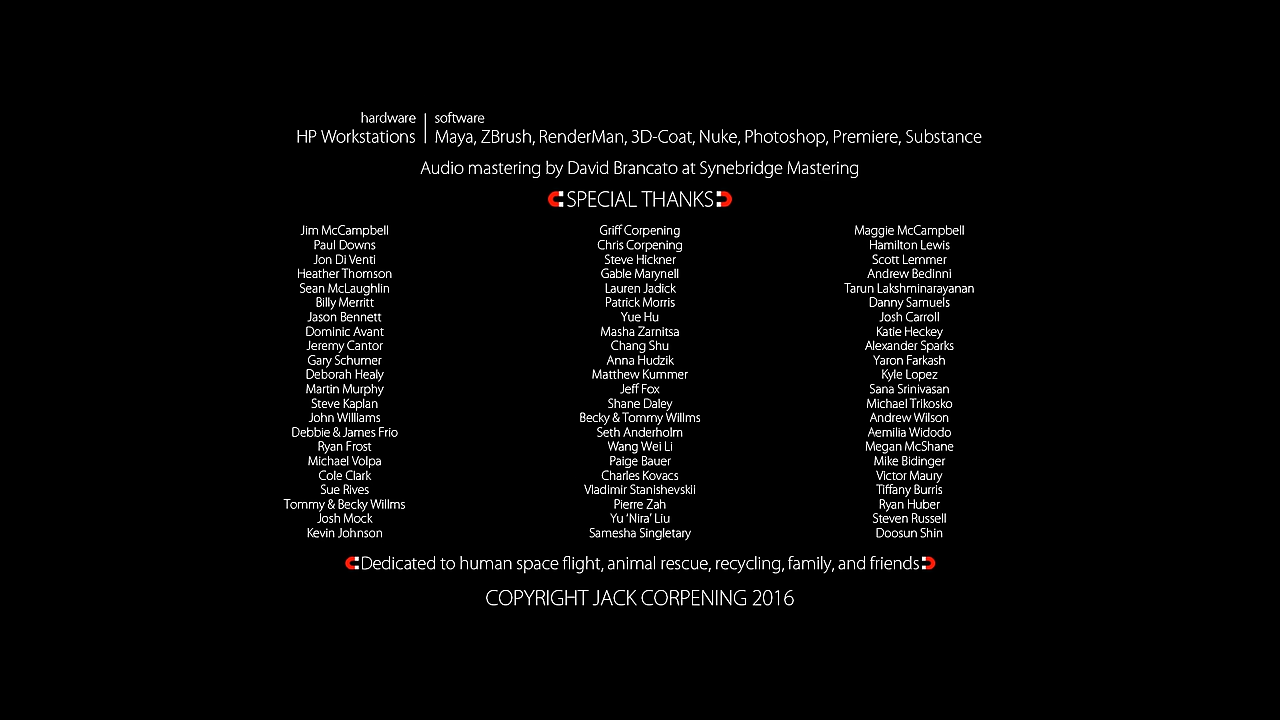 hardware | software
HP Workstations | Maya, ZBrush, RenderMan, 3D-Coat, Nuke, Photoshop, Premiere, Substance
Audio mastering by David Brancato at Synebridge Mastering
SPECIAL THANKS
Jim McCampbell
Paul Downs
Jon Di Venti
Heather Thomson
Sean McLaughlin
Billy Merritt
Jason Bennett
Dominic Avant
Jeremy Cantor
Gary Schumer
Deborah Healy
Martin Murphy
Steve Kaplan
John Williams
Debbie & James Frio
Ryan Frost
Michael Volpa
Cole Clark
Sue Rives
Tommy & Becky Willms
Josh Mock
Kevin Johnson
Griff Corpening
Chris Corpening
Steve Hickner
Gable Marynell
Lauren Jadick
Patrick Morris
Yue Hu
Masha Zarnitsa
Chang Shu
Anna Hudzik
Matthew Kummer
Jeff Fox
Shane Daley
Becky & Tommy Willms
Seth Anderholm
Wang Wei Li
Paige Bauer
Charles Kovacs
Vladimir Stanishevskii
Pierre Zah
Yu ‘Nira’ Liu
Samesha Singletary
Maggie McCampbell
Hamilton Lewis
Scott Lemmer
Andrew Bedinni
Tarun Lakshminarayanan
Danny Samuels
Josh Carroll
Katie Heckey
Alexander Sparks
Yaron Farkash
Kyle Lopez
Sana Srinivasan
Michael Trikosko
Andrew Wilson
Aemilia Widodo
Megan McShane
Mike Bidinger
Victor Maury
Tiffany Burris
Ryan Huber
Steven Russell
Doosun Shin
Dedicated to human space flight, animal rescue, recycling, family, and friends
COPYRIGHT JACK CORPENING 2016